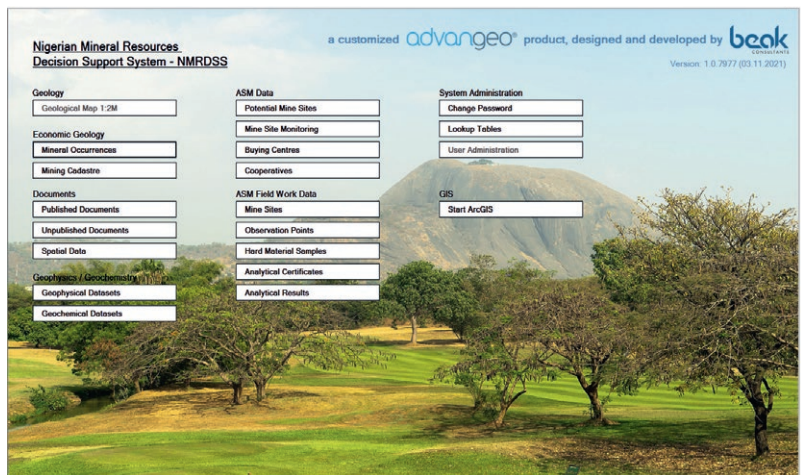 Nigerian Mineral Resources
Decision Support System - NMRDSS
a customized advangeo® product, designed and developed by beak
CONSULTANTS
Version: 1.0.7977 (03.11.2021)
Geology
Geological Map 1:2M
Economic Geology
Mineral Occurrences
Mining Cadastre
Documents
Published Documents
Unpublished Documents
Spatial Data
Geophysics / Geochemistry
Geophysical Datasets
Geochemical Datasets
ASM Data
Potential Mine Sites
Mine Site Monitoring
Buying Centres
Cooperatives
ASM Field Work Data
Mine Sites
Observation Points
Hard Material Samples
Analytical Certificates
Analytical Results
System Administration
Change Password
Lookup Tables
User Administration
GIS
Start ArcGIS